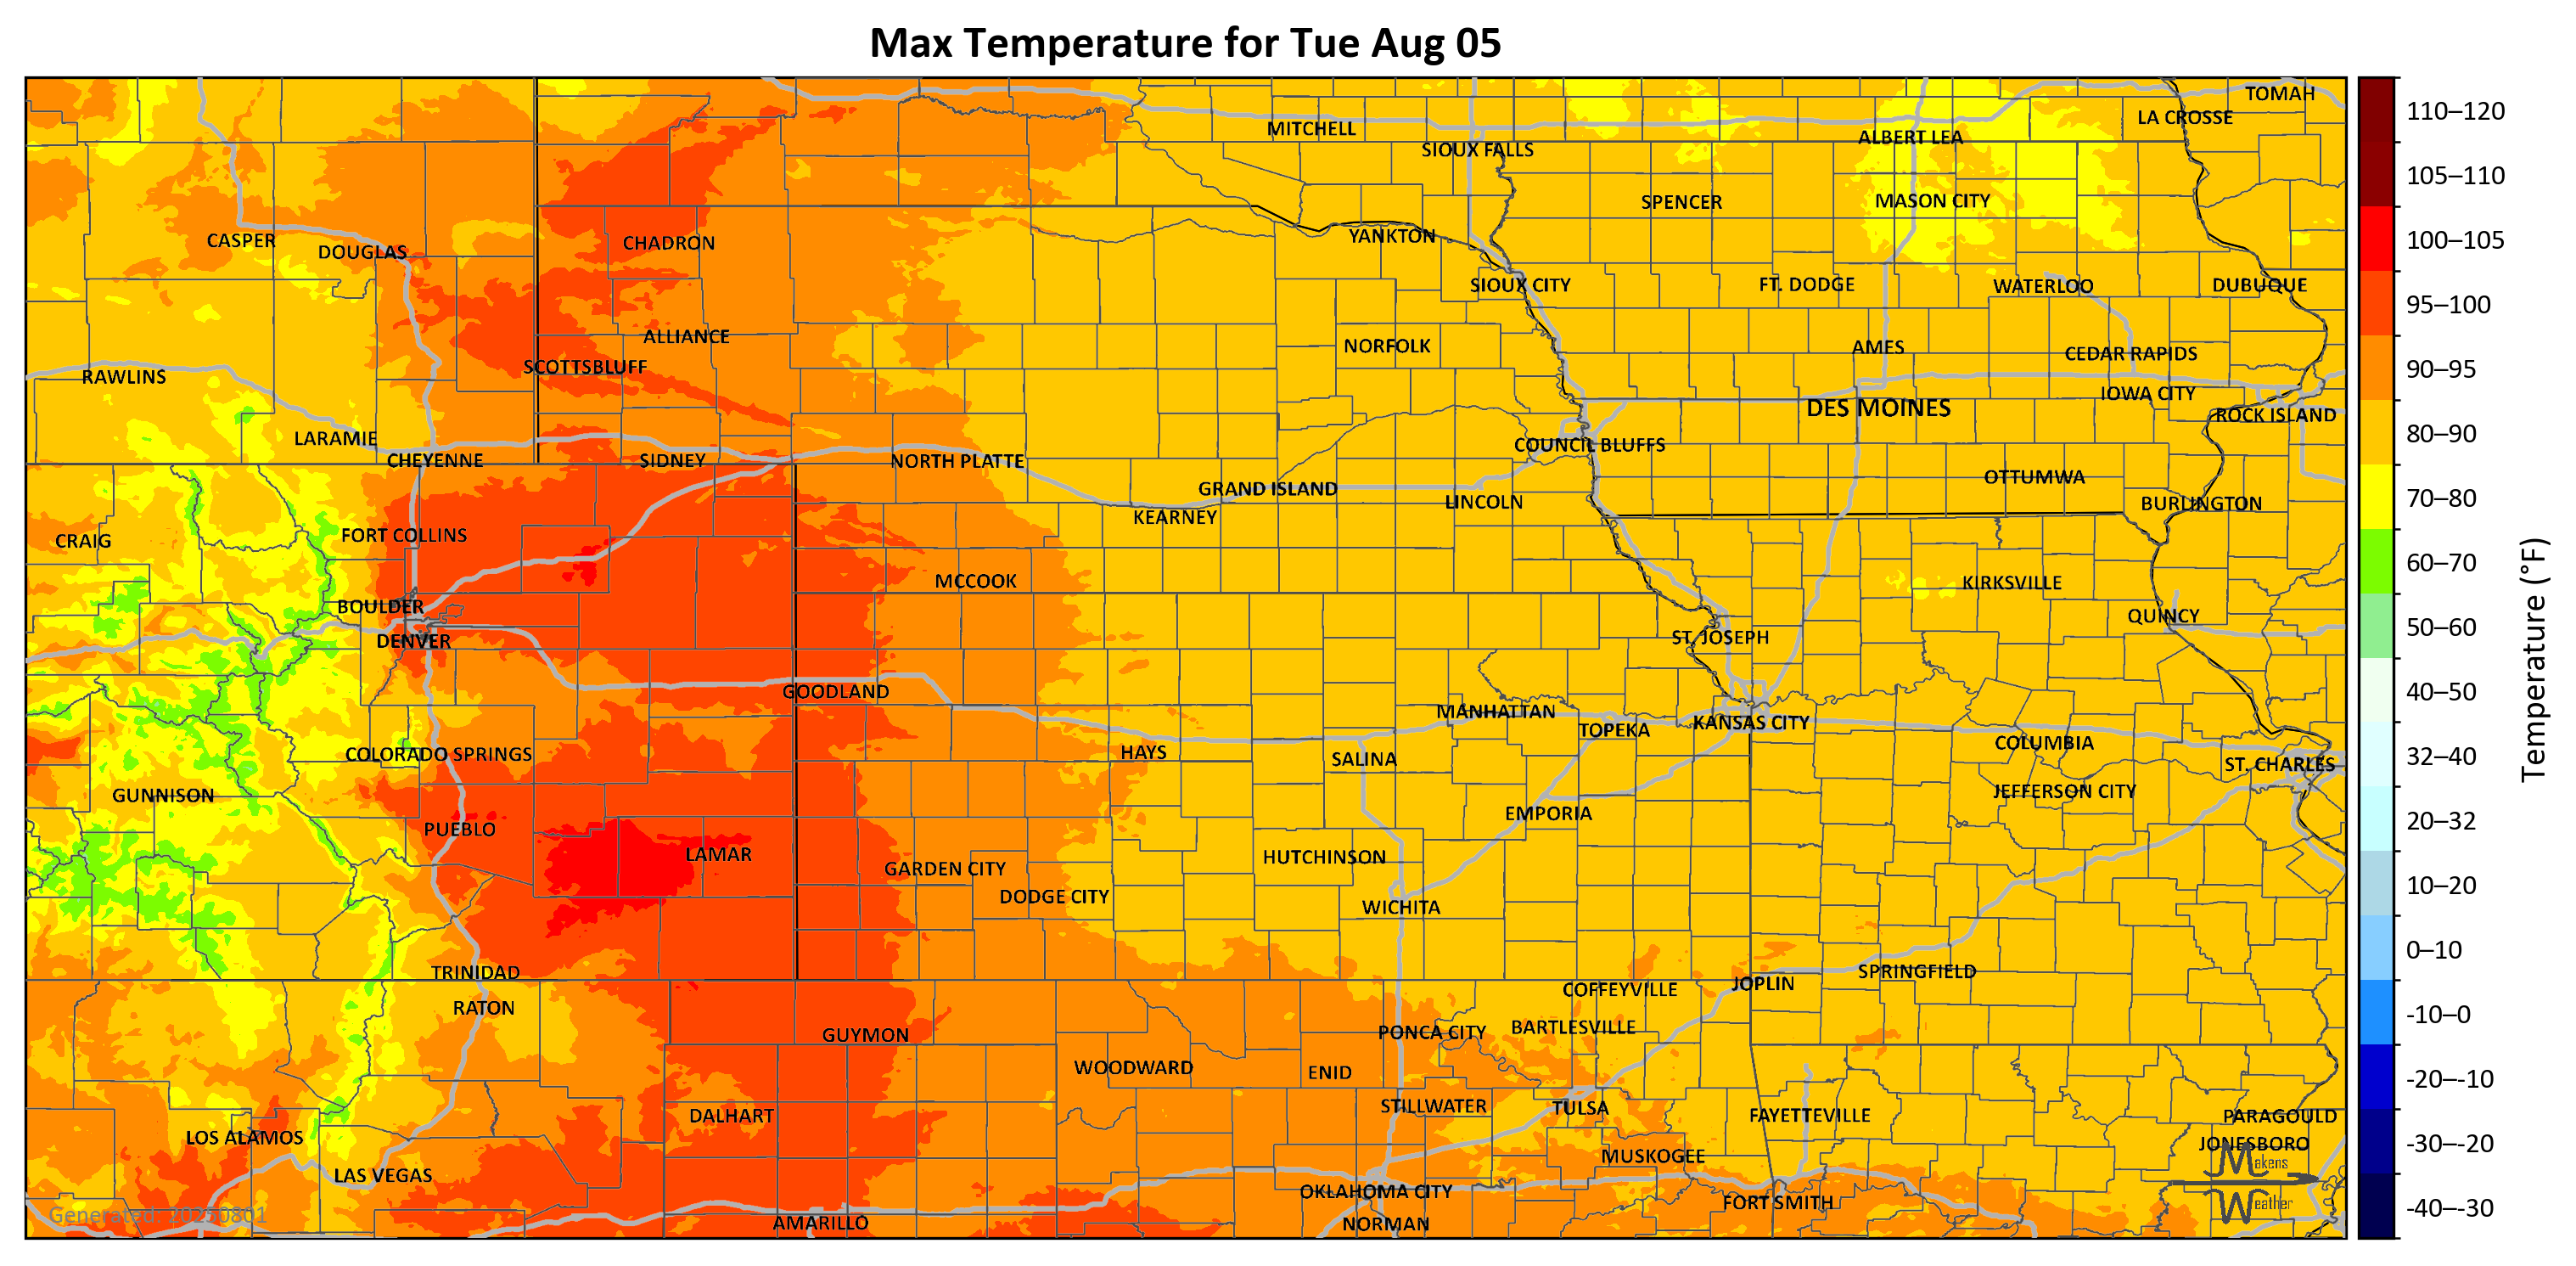 Max Temperature for Tue Aug 05
TOMAH
LA CROSSE
MITCHELL
ALBERT LEA
SIOUX FALLS
SPENCER
MASON CITY
YANKTON
CASPER
CHADRON
DOUGLAS
SIOUX CITY
FT. DODGE
WATERLOO
DUBUQUE
ALLIANCE
NORFOLK
AMES
CEDAR RAPIDS
SCOTTSBLUFF
RAWLINS
IOWA CITY
DES MOINES
ROCK ISLAND
LARAMIE
COUNCIL BLUFFS
CHEYENNE
SIDNEY
NORTH PLATTE
OTTUMWA
GRAND ISLAND
LINCOLN
BURLINGTON
KEARNEY
FORT COLLINS
CRAIG
MCCOOK
KIRKSVILLE
BOULDER
QUINCY
DENVER
ST. JOSEPH
GOODLAND
MANHATTAN
KANSAS CITY
TOPEKA
COLUMBIA
COLORADO SPRINGS
HAYS
SALINA
ST. CHARLES
GUNNISON
JEFFERSON CITY
EMPORIA
PUEBLO
LAMAR
HUTCHINSON
GARDEN CITY
DODGE CITY
WICHITA
TRINIDAD
SPRINGFIELD
JOPLIN
COFFEYVILLE
RATON
BARTLESVILLE
GUYMON
PONCA CITY
WOODWARD
ENID
STILLWATER
TULSA
DALHART
FAYETTEVILLE
PARAGOULD
LOS ALAMOS
JONESBORO
MUSKOGEE
LAS VEGAS
OKLAHOMA CITY
FORT SMITH
AMARILLO
NORMAN
Generated: 20250801
Makens
Weather
110–120
105–110
100–105
95–100
90–95
80–90
70–80
60–70
50–60
40–50
32–40
20–32
10–20
0–10
-10–0
-20–-10
-30–-20
-40–-30
Temperature (°F)